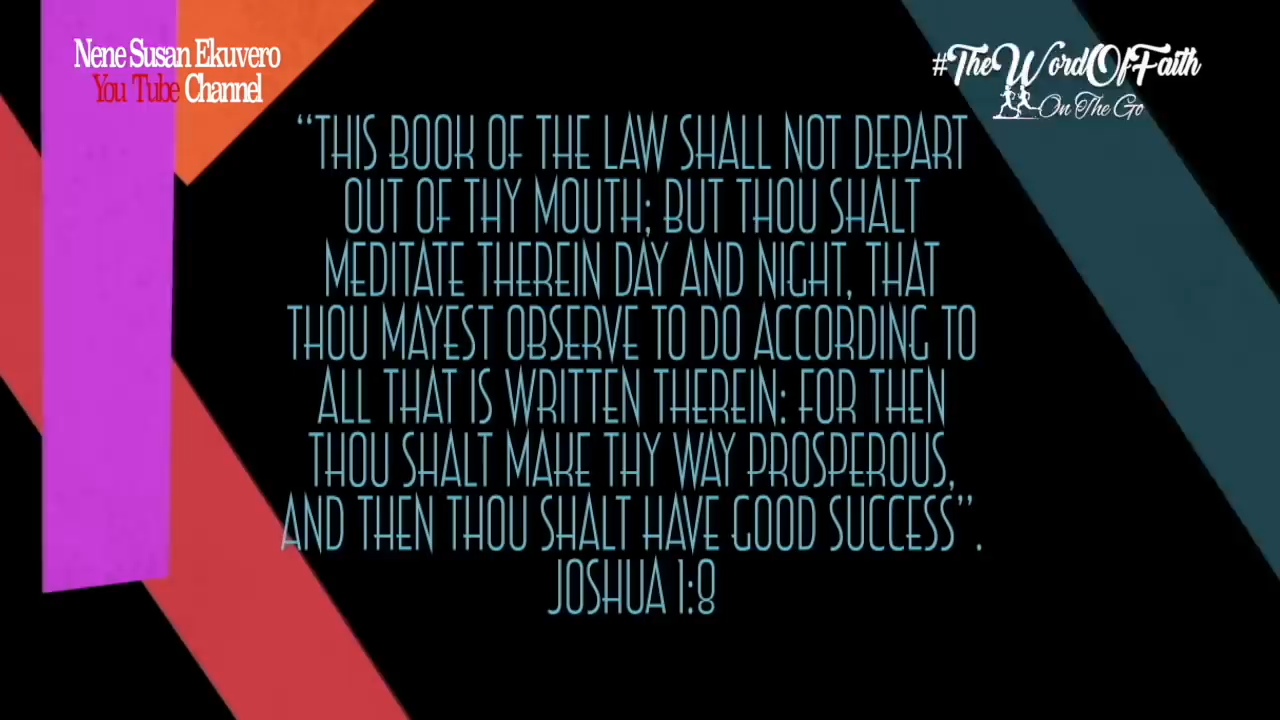 Nene Susan Ekuvero
You Tube Channel
#TheWordOfFaith
On The Go
“THIS BOOK OF THE LAW SHALL NOT DEPART
OUT OF THY MOUTH; BUT THOU SHALT
MEDITATE THEREIN DAY AND NIGHT, THAT
THOU MAYEST OBSERVE TO DO ACCORDING TO
ALL THAT IS WRITTEN THEREIN: FOR THEN
THOU SHALT MAKE THY WAY PROSPEROUS,
AND THEN THOU SHALT HAVE GOOD SUCCESS”.
JOSHUA 1:8